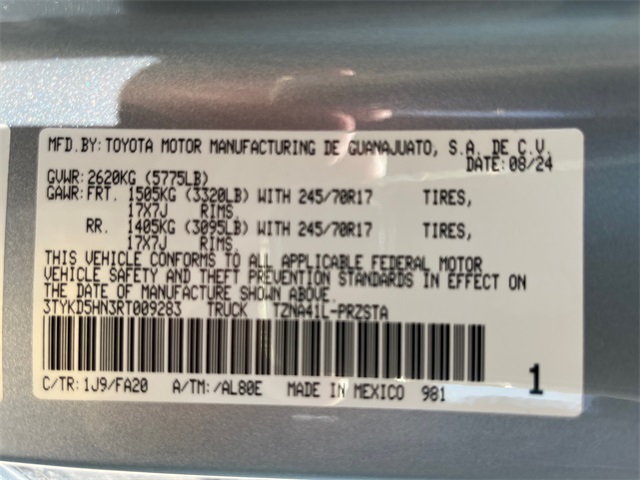 MFD.BY: TOYOTA MOTOR MANUFACTURING DE GUANAJUATO, S.A. DE C.V.
DATE: 08/24
GVWR: 2620KG (5775LB)
GAWR: FRT. 1505KG (3320LB) WITH 245/70R17 TIRES,
17X7J RIMS,
RR. 1405KG (3095LB) WITH 245/70R17 TIRES,
17X7J RIMS
THIS VEHICLE CONFORMS TO ALL APPLICABLE FEDERAL MOTOR
VEHICLE SAFETY AND THEFT PREVENTION STANDARDS IN EFFECT ON
THE DATE OF MANUFACTURE SHOWN ABOVE.
3TYKD5HN3RT009283 TRUCK TZNA41L-PRZSTA
C/TR: 1J9/FA20 A/TM: /AL80E MADE IN MEXICO 981 1